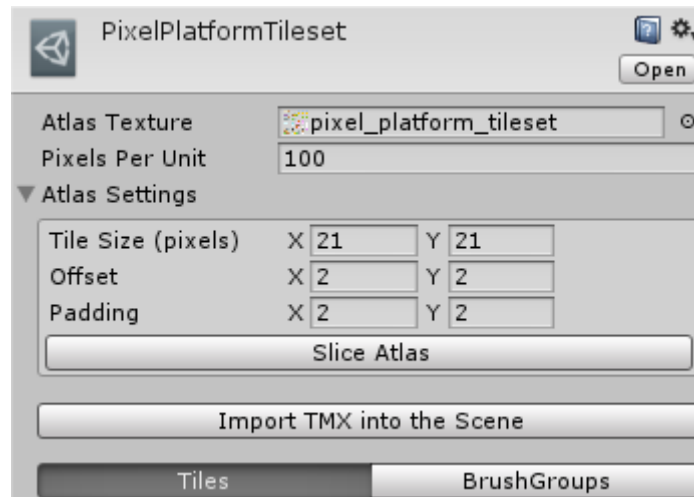 PixelPlatformTileset
Open
Atlas Texture pixel_platform_tileset
Pixels Per Unit 100
Atlas Settings
Tile Size (pixels) X 21 Y 21
Offset X 2 Y 2
Padding X 2 Y 2
Slice Atlas
Import TMX into the Scene
Tiles BrushGroups